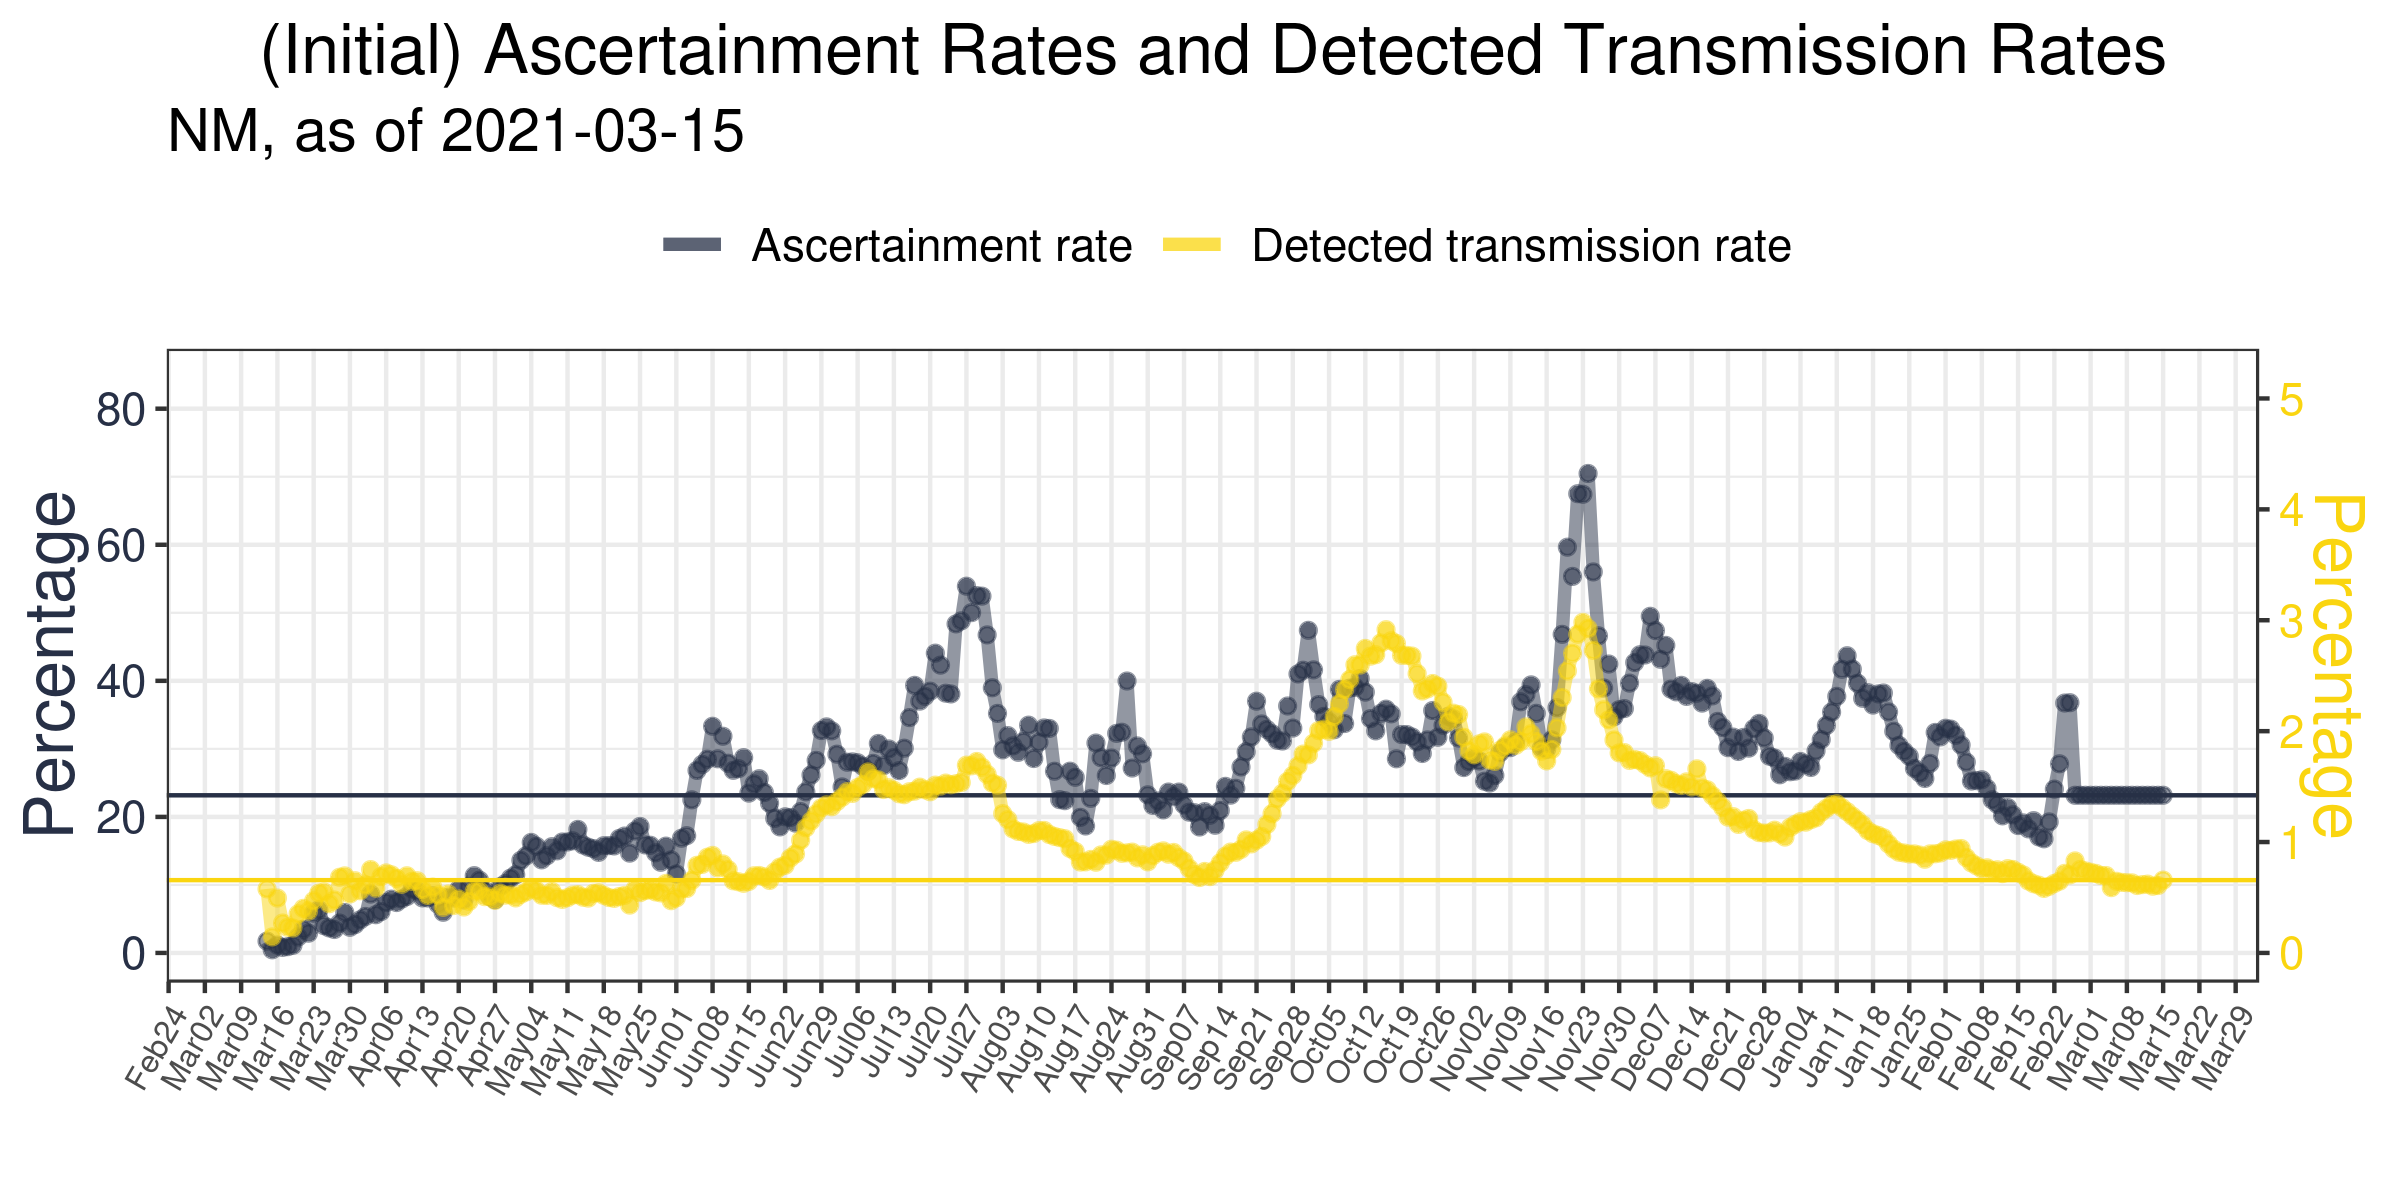 (Initial) Ascertainment Rates and Detected Transmission Rates
NM, as of 2021-03-15
Ascertainment rate
Detected transmission rate
Percentage
80
60
40
20
0
5
4
3
2
1
0
Percentage
Feb24
Mar02
Mar09
Mar16
Mar23
Mar30
Apr06
Apr13
Apr20
Apr27
May04
May11
May18
May25
Jun01
Jun08
Jun15
Jun22
Jun29
Jul06
Jul13
Jul20
Jul27
Aug03
Aug10
Aug17
Aug24
Aug31
Sep07
Sep14
Sep21
Sep28
Oct05
Oct12
Oct19
Oct26
Nov02
Nov09
Nov16
Nov23
Nov30
Dec07
Dec14
Dec21
Dec28
Jan04
Jan11
Jan18
Jan25
Feb01
Feb08
Feb15
Feb22
Mar01
Mar08
Mar15
Mar22
Mar29